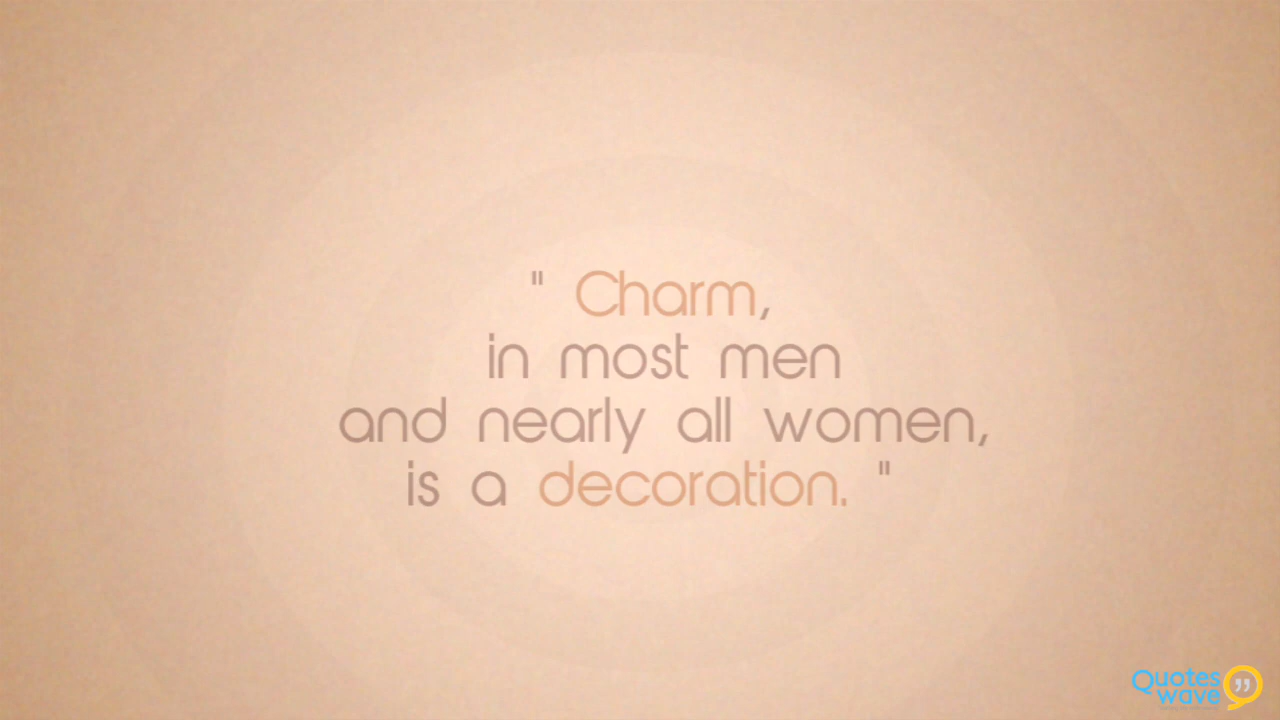 " Charm,
in most men
and nearly all women,
is a decoration. "
Quotes
wave